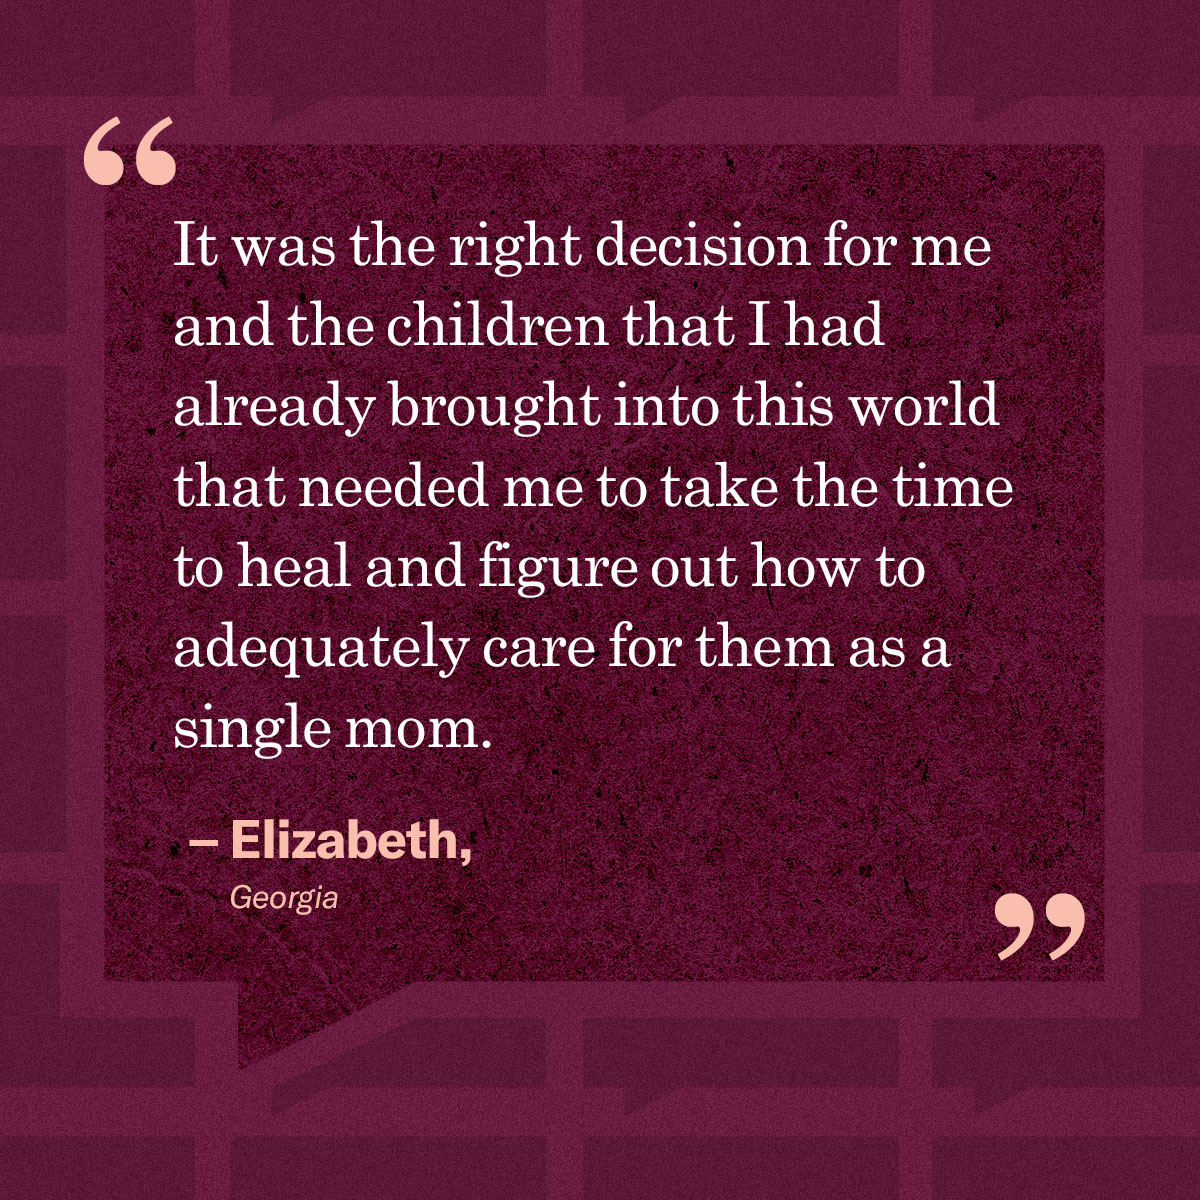 “
It was the right decision for me
and the children that I had
already brought into this world
that needed me to take the time
to heal and figure out how to
adequately care for them as a
single mom.
– Elizabeth,
Georgia
”